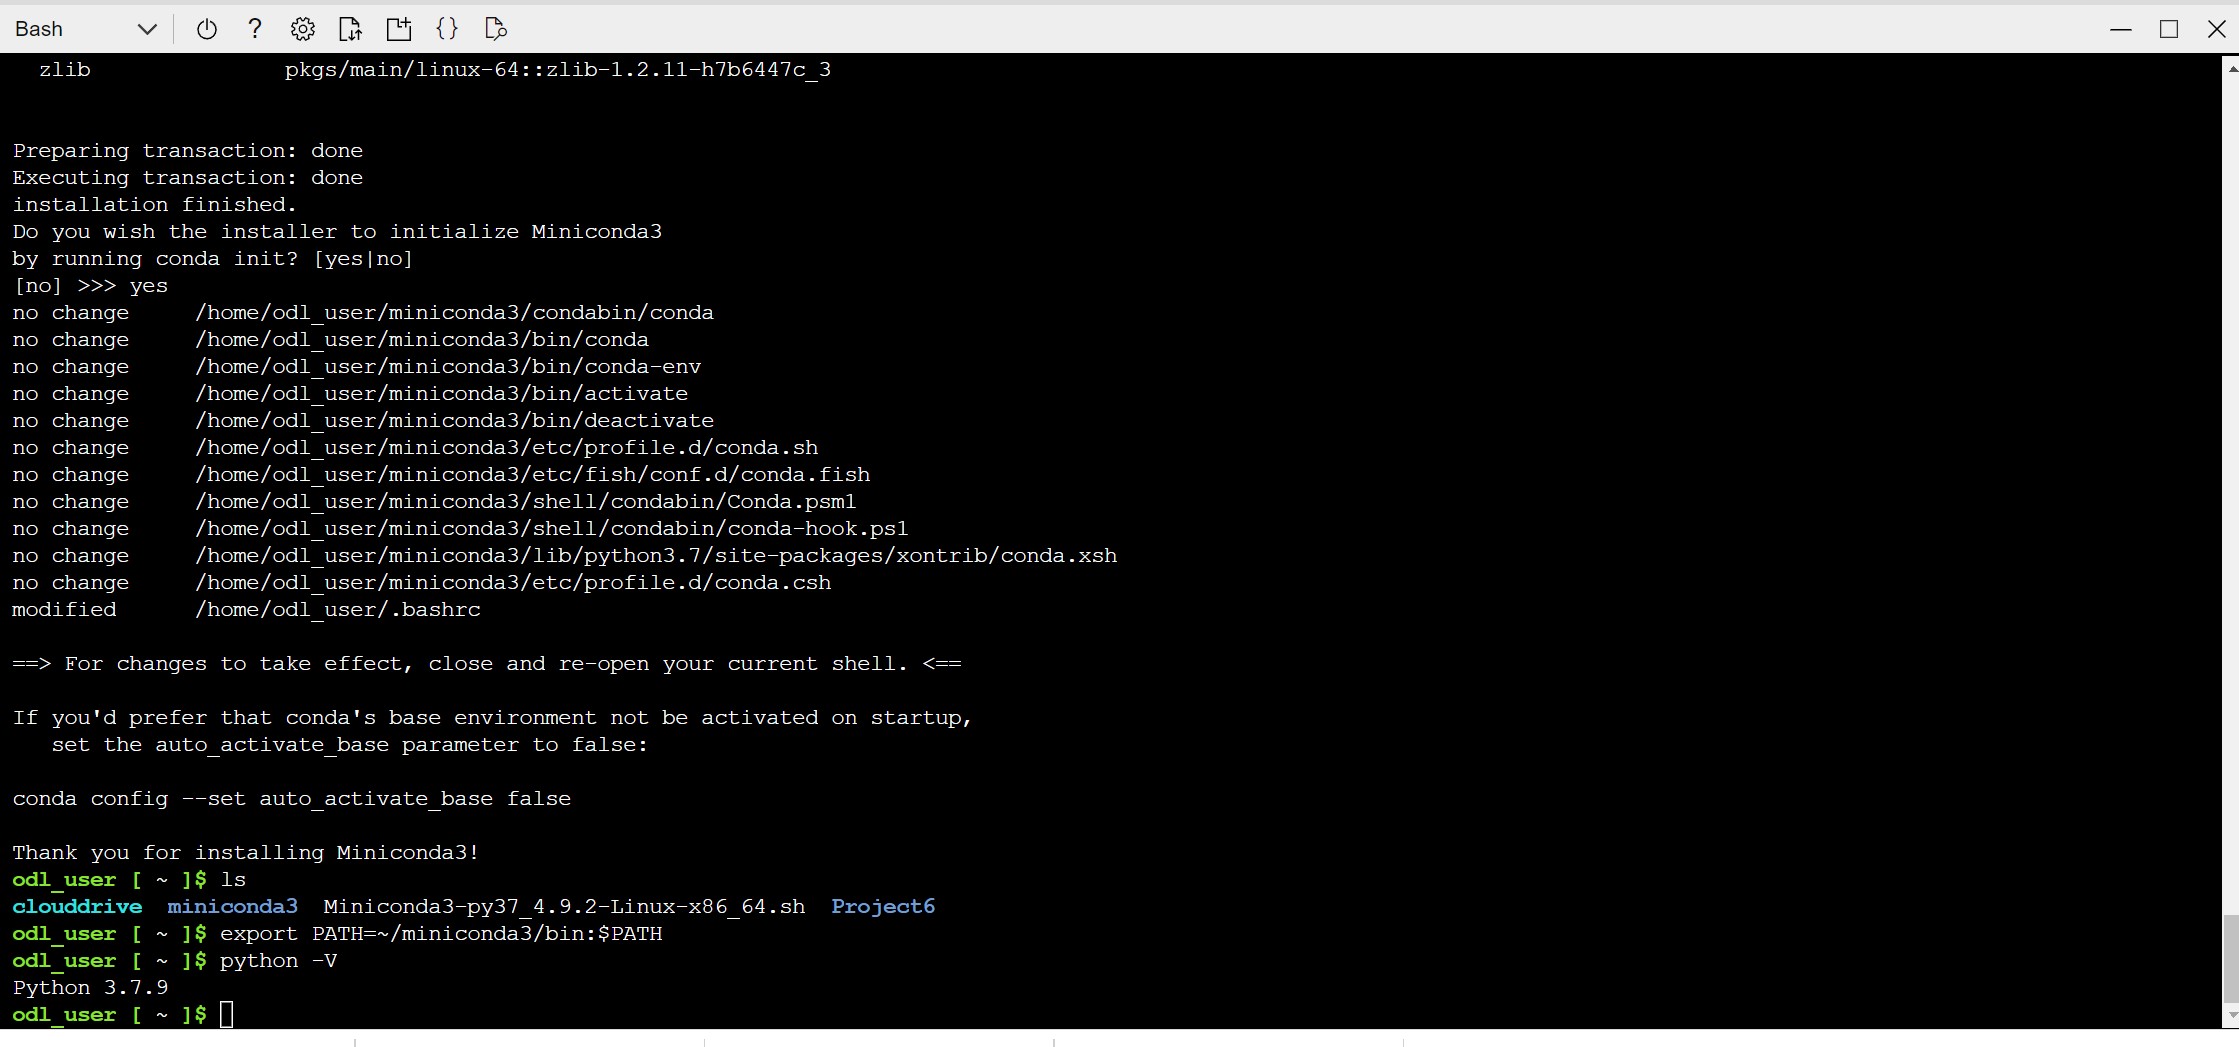 Bash
zlib pkgs/main/linux-64::zlib-1.2.11-h7b6447c_3
Preparing transaction: done
Executing transaction: done
installation finished.
Do you wish the installer to initialize Miniconda3
by running conda init? [yes|no]
[no] >>> yes
no change /home/odl_user/miniconda3/condabin/conda
no change /home/odl_user/miniconda3/bin/conda
no change /home/odl_user/miniconda3/bin/conda-env
no change /home/odl_user/miniconda3/bin/activate
no change /home/odl_user/miniconda3/bin/deactivate
no change /home/odl_user/miniconda3/etc/profile.d/conda.sh
no change /home/odl_user/miniconda3/etc/fish/conf.d/conda.fish
no change /home/odl_user/miniconda3/shell/condabin/Conda.psm1
no change /home/odl_user/miniconda3/shell/condabin/conda-hook.ps1
no change /home/odl_user/miniconda3/lib/python3.7/site-packages/xontrib/conda.xsh
no change /home/odl_user/miniconda3/etc/profile.d/conda.csh
modified /home/odl_user/.bashrc
==> For changes to take effect, close and re-open your current shell. <==
If you'd prefer that conda's base environment not be activated on startup,
set the auto_activate_base parameter to false:
conda config --set auto_activate_base false
Thank you for installing Miniconda3!
odl_user [ ~ ]$ ls
clouddrive miniconda3 Miniconda3-py37_4.9.2-Linux-x86_64.sh Project6
odl_user [ ~ ]$ export PATH=~/miniconda3/bin:$PATH
odl_user [ ~ ]$ python -V
Python 3.7.9
odl_user [ ~ ]$